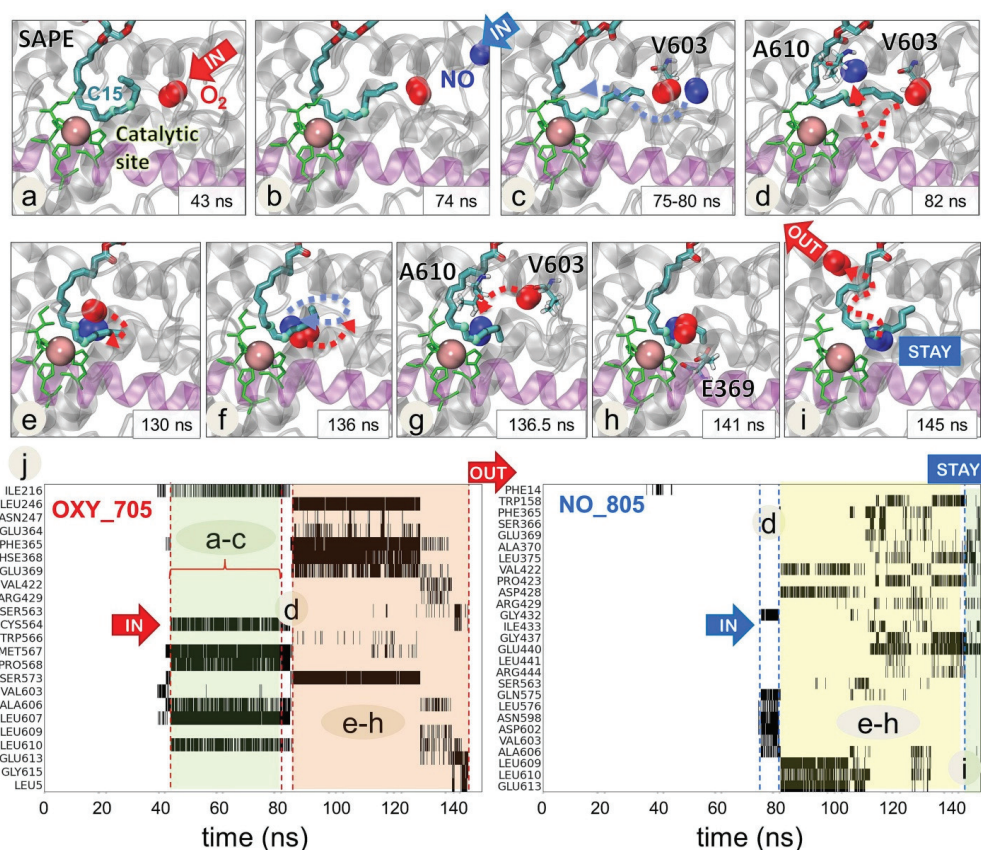 SAPE
C15
IN
O₂
Catalytic
site
a
43 ns
IN
NO
b
74 ns
V603
c
75-80 ns
A610
V603
d
82 ns
e
130 ns
f
136 ns
A610
V603
g
136.5 ns
E369
h
141 ns
OUT
STAY
i
145 ns
j
OUT
STAY
OXY_705
ILE216
LEU246
ASN247
GLU364
PHE365
HSE368
GLU369
VAL422
ARG429
SER563
CYS564
TRP566
MET567
PRO568
SER573
VAL603
ALA606
LEU607
LEU609
LEU610
GLU613
GLY615
LEU5
a-c
d
IN
e-h
0 20 40 60 80 100 120 140
time (ns)
NO_805
PHE14
TRP158
PHE365
SER366
GLU369
ALA370
LEU375
VAL422
PRO423
ASP428
ARG429
GLY432
ILE433
GLY437
GLU440
LEU441
ARG444
SER563
GLN575
LEU576
ASN598
ASP602
VAL603
ALA606
LEU609
LEU610
GLU613
d
IN
e-h
i
0 20 40 60 80 100 120 140
time (ns)